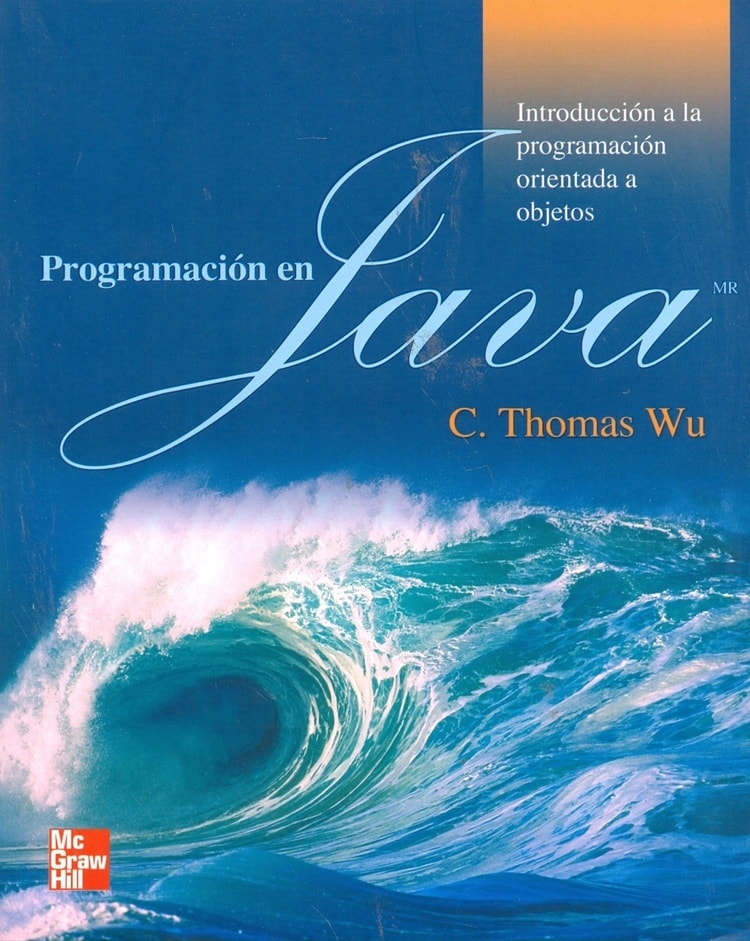 Introducción a la
programación
orientada a
objetos
Programación en
Java MR
C. Thomas Wu
Mc
Graw
Hill